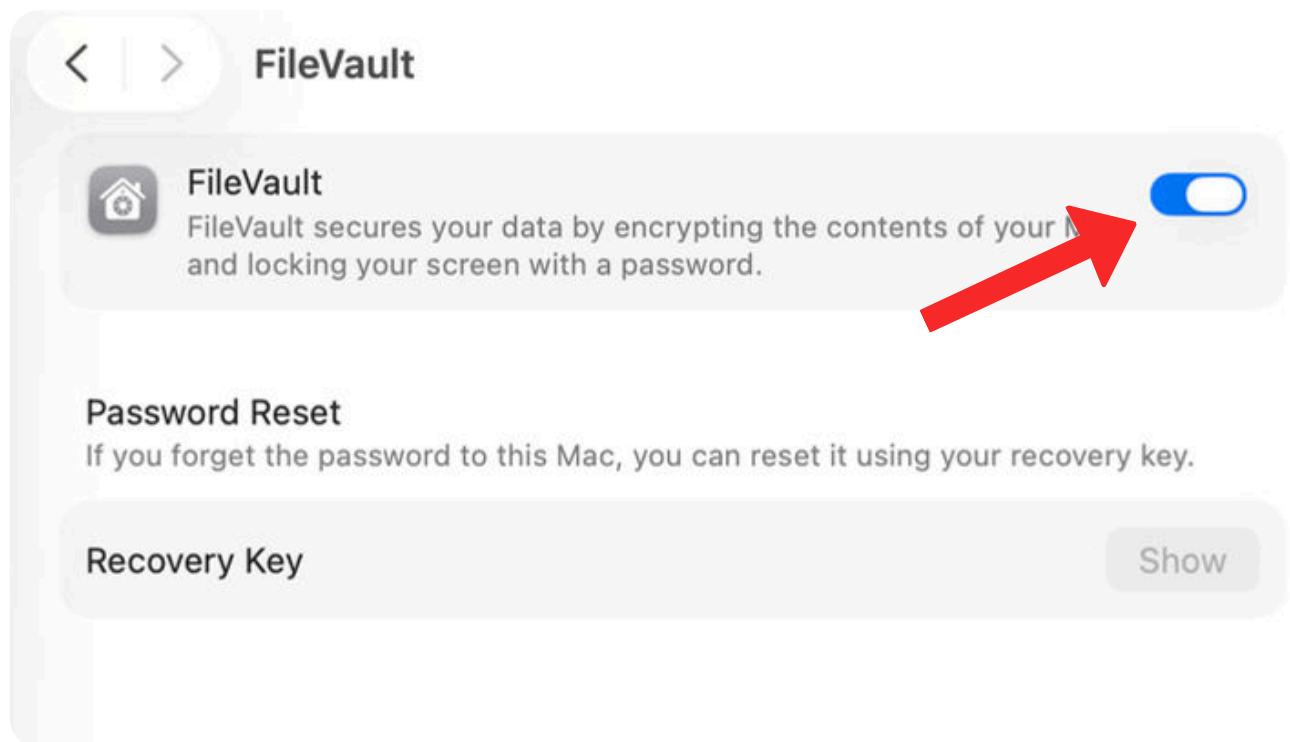 FileVault
FileVault
FileVault secures your data by encrypting the contents of your
and locking your screen with a password.
Password Reset
If you forget the password to this Mac, you can reset it using your recovery key.
Recovery Key
Show